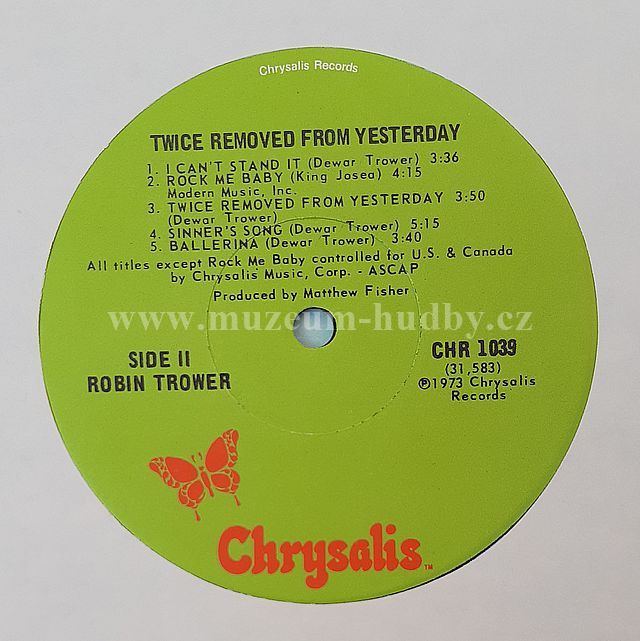 Chrysalis Records
TWICE REMOVED FROM YESTERDAY
1. I CAN'T STAND IT (Dewar Trower) 3:36
2. ROCK ME BABY (King Josea) 4:15
Modern Music, Inc.
3. TWICE REMOVED FROM YESTERDAY 3:50
(Dewar Trower)
4. SINNER'S SONG (Dewar Trower) 5:15
5. BALLERINA (Dewar Trower) 3:40
All titles except Rock Me Baby controlled for U.S. & Canada
by Chrysalis Music, Corp. - ASCAP
Produced by Matthew Fisher
www.muzeum-hudby.cz
SIDE II
ROBIN TROWER
CHR 1039
(31,583)
℗1973 Chrysalis
Records
Chrysalis™